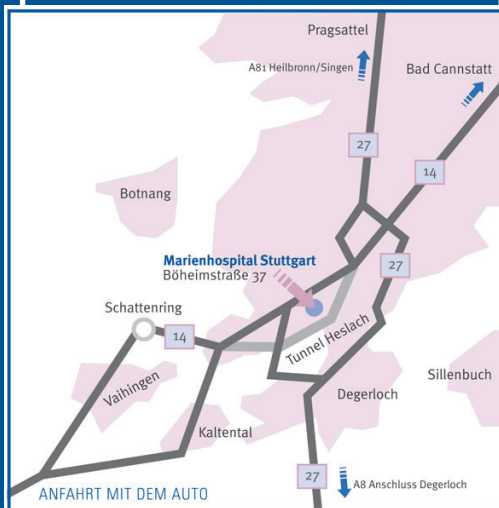 Pragsattel
A81 Heilbronn/Singen
Bad Cannstatt
27
14
Botnang
27
Marienhospital Stuttgart
Böheimstraße 37
Schattenring
14
Tunnel Heslach
Vaihingen
Sillenbuch
Degerloch
Kaltental
27
A8 Anschluss Degerloch
ANFAHRT MIT DEM AUTO